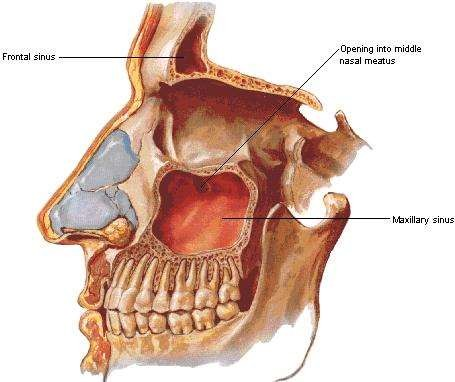 Frontal sinus
Opening into middle
nasal meatus
Maxillary sinus